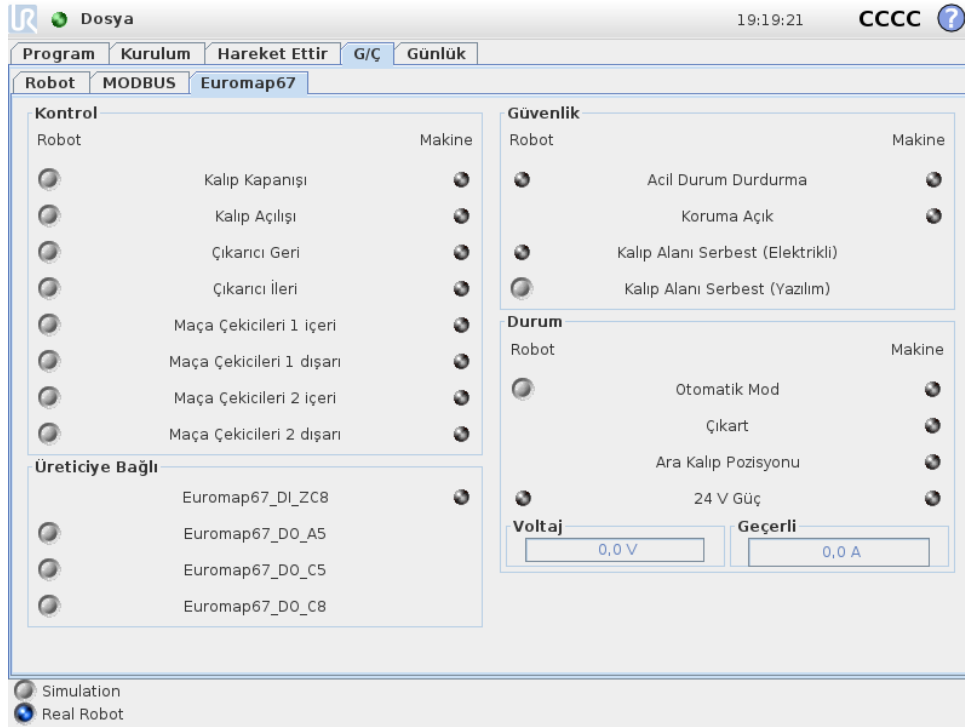 UR Dosya 19:19:21 CCCC ?
Program Kurulum Hareket Ettir G/Ç Günlük
Robot MODBUS Euromap67
Kontrol
Robot Makine
Kalıp Kapanışı
Kalıp Açılışı
Çıkarıcı Geri
Çıkarıcı İleri
Maça Çekicileri 1 içeri
Maça Çekicileri 1 dışarı
Maça Çekicileri 2 içeri
Maça Çekicileri 2 dışarı
Üreticiye Bağlı
Euromap67_DI_ZC8
Euromap67_DO_A5
Euromap67_DO_C5
Euromap67_DO_C8
Güvenlik
Robot Makine
Acil Durum Durdurma
Koruma Açık
Kalıp Alanı Serbest (Elektrikli)
Kalıp Alanı Serbest (Yazılım)
Durum
Robot Makine
Otomatik Mod
Çıkart
Ara Kalıp Pozisyonu
24 V Güç
Voltaj Geçerli
0,0 V 0,0 A
Simulation
Real Robot